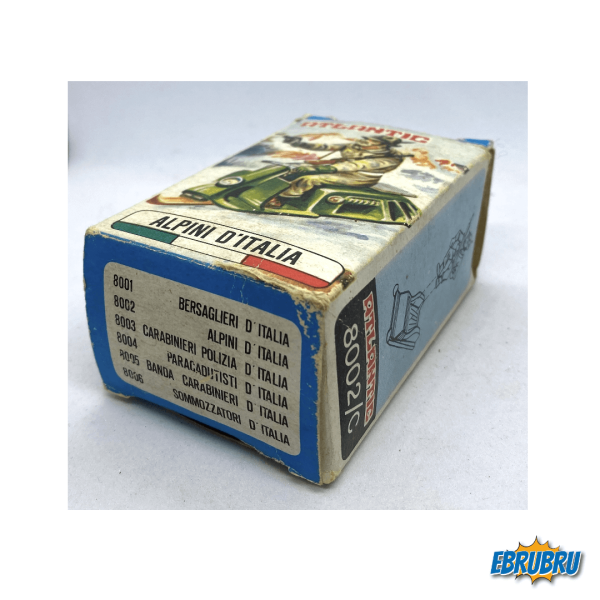 ATLANTIC
ALPINI D'ITALIA
8001 BERSAGLIERI D'ITALIA
8002 ALPINI D'ITALIA
8003 CARABINIERI POLIZIA D'ITALIA
8004 PARACADUTISTI D'ITALIA
8005 BANDA CARABINIERI D'ITALIA
8006 SOMMOZZATORI D'ITALIA
ATLANTIC
8002/C
EBRUBRU